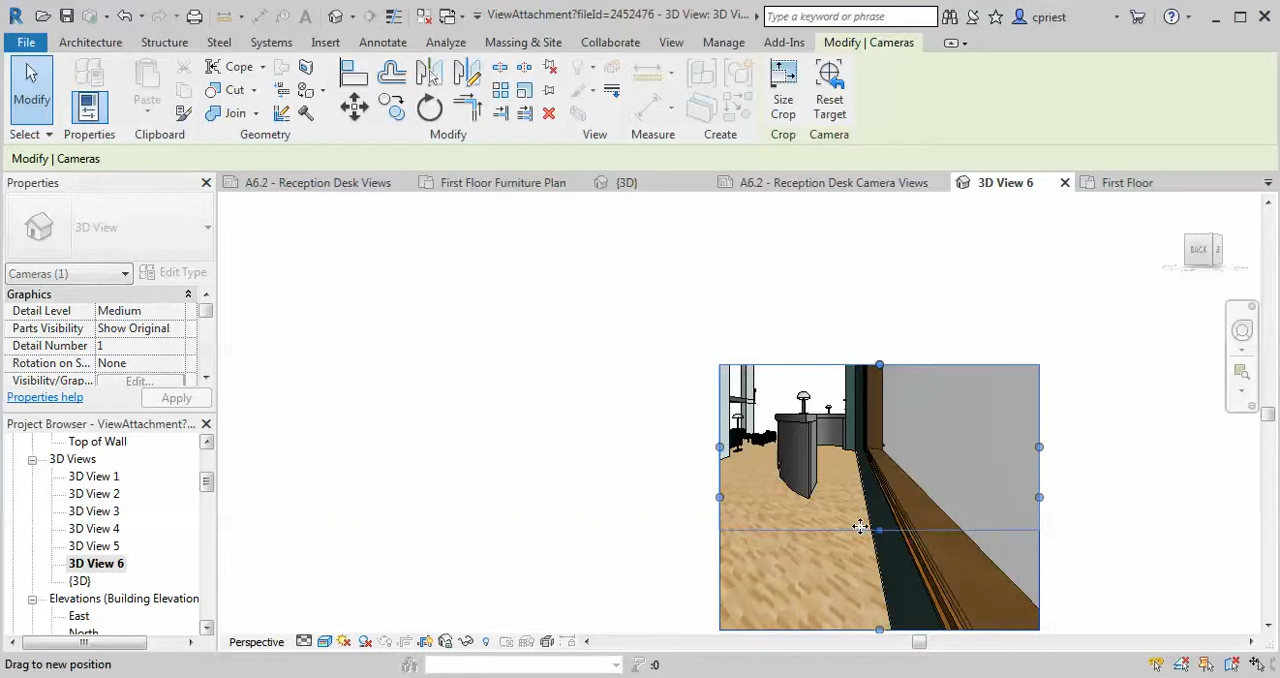 ViewAttachment?fileId=2452476 - 3D View: 3D Vi...
Type a keyword or phrase
cpriest
File Architecture Structure Steel Systems Insert Annotate Analyze Massing & Site Collaborate View Manage Add-Ins Modify | Cameras
Modify
Paste
Cope
Cut
Join
Size
Crop
Reset
Target
Select Properties Clipboard Geometry Modify View Measure Create Crop Camera
Modify | Cameras
Properties
A6.2 - Reception Desk Views
First Floor Furniture Plan
{3D}
A6.2 - Reception Desk Camera Views
3D View 6
First Floor
3D View
BACK
Cameras (1)
Edit Type
Graphics
Detail Level Medium
Parts Visibility Show Original
Detail Number 1
Rotation on S... None
Visibility/Grap... Edit...
Properties help
Apply
Project Browser - ViewAttachment?...
Top of Wall
3D Views
3D View 1
3D View 2
3D View 3
3D View 4
3D View 5
3D View 6
{3D}
Elevations (Building Elevation
East
North
Perspective
Drag to new position
:0